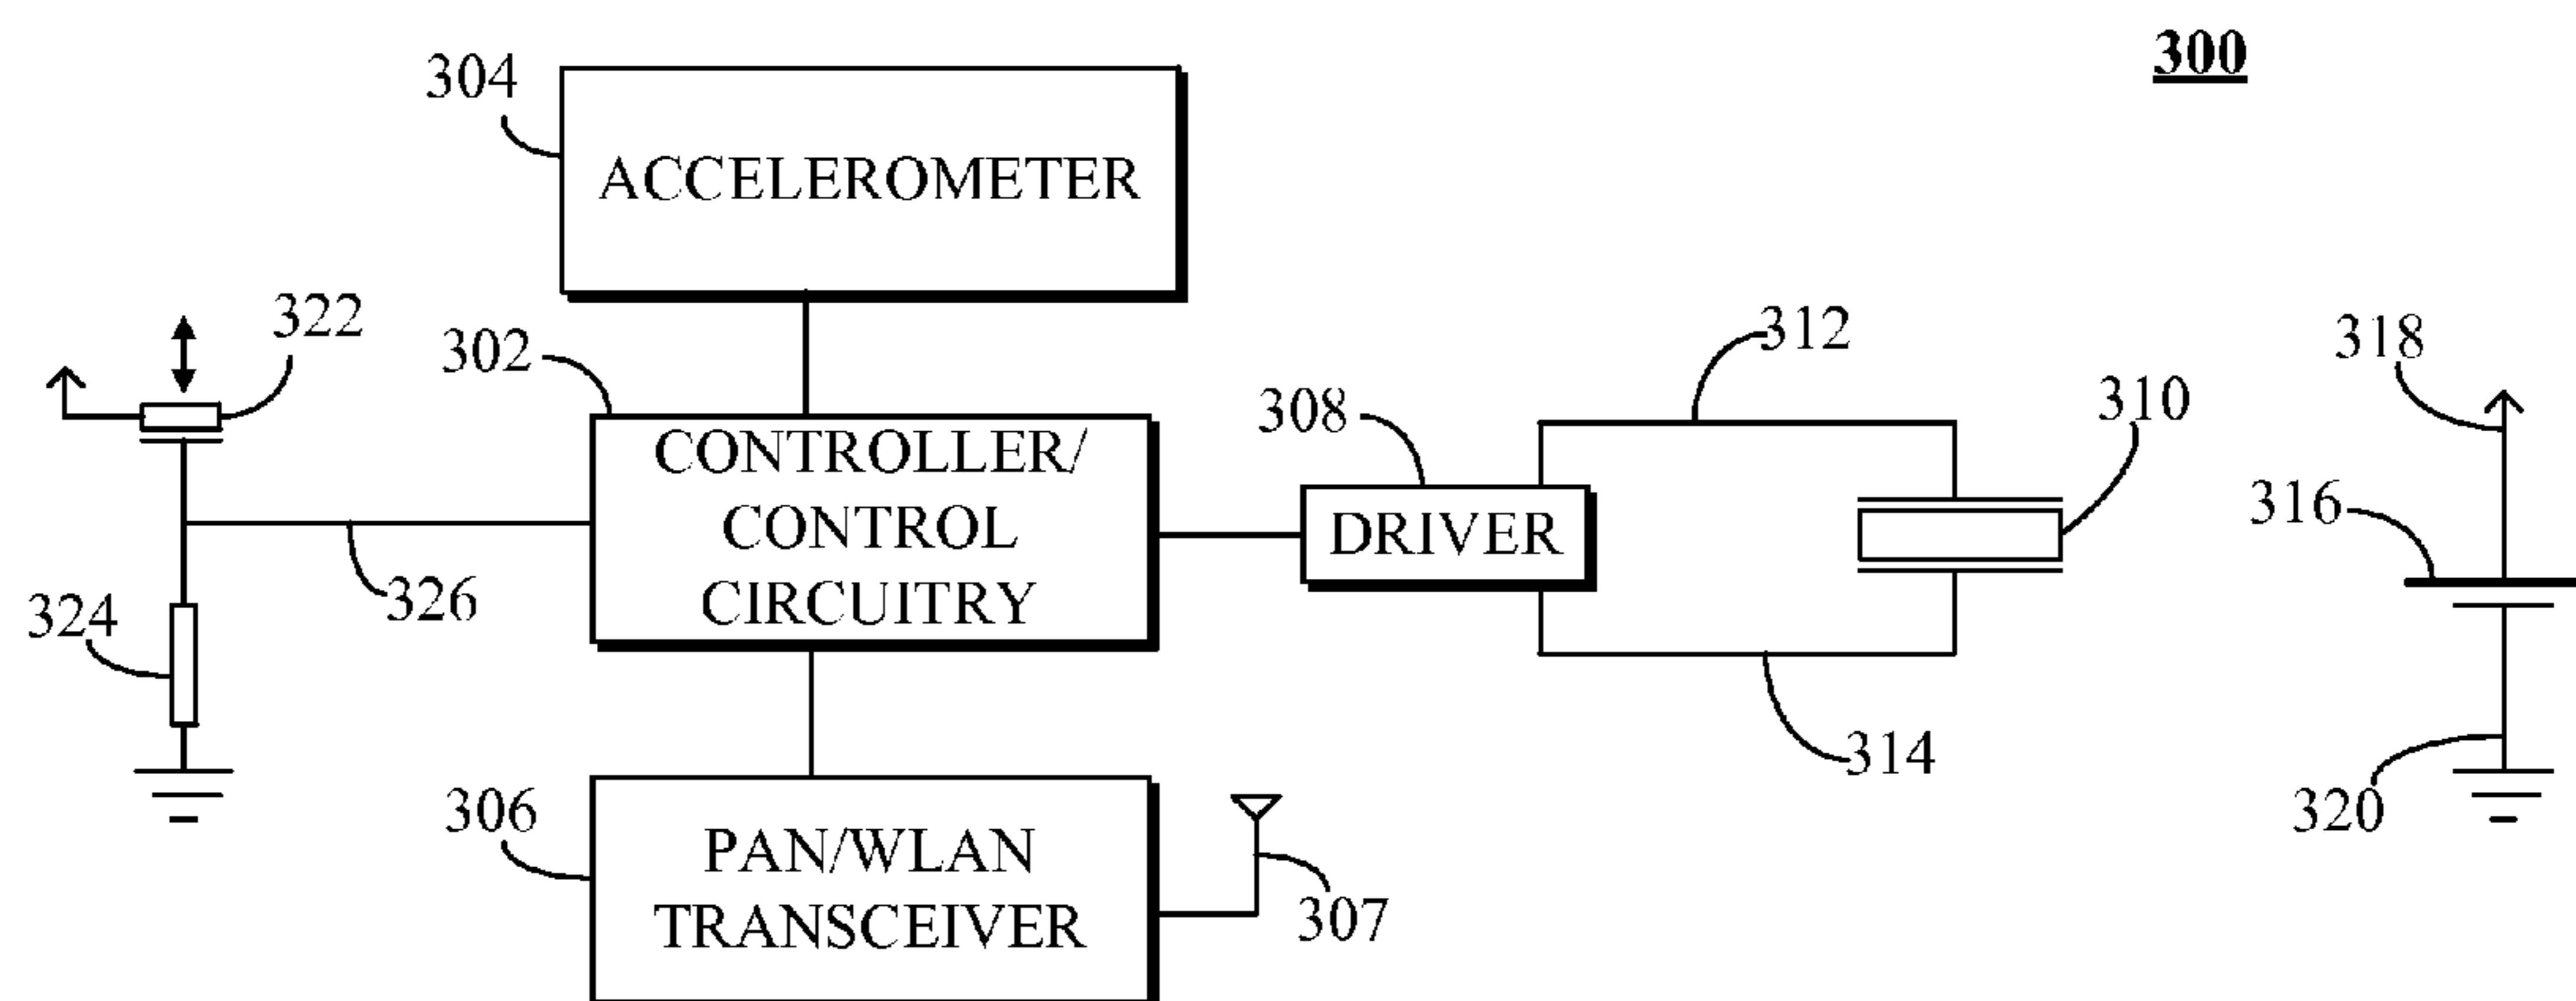 300
304
ACCELEROMETER
322
302
312
318
308
310
CONTROLLER/
CONTROL
CIRCUITRY
DRIVER
316
324
326
314
320
306
PAN/WLAN
TRANSCEIVER
307